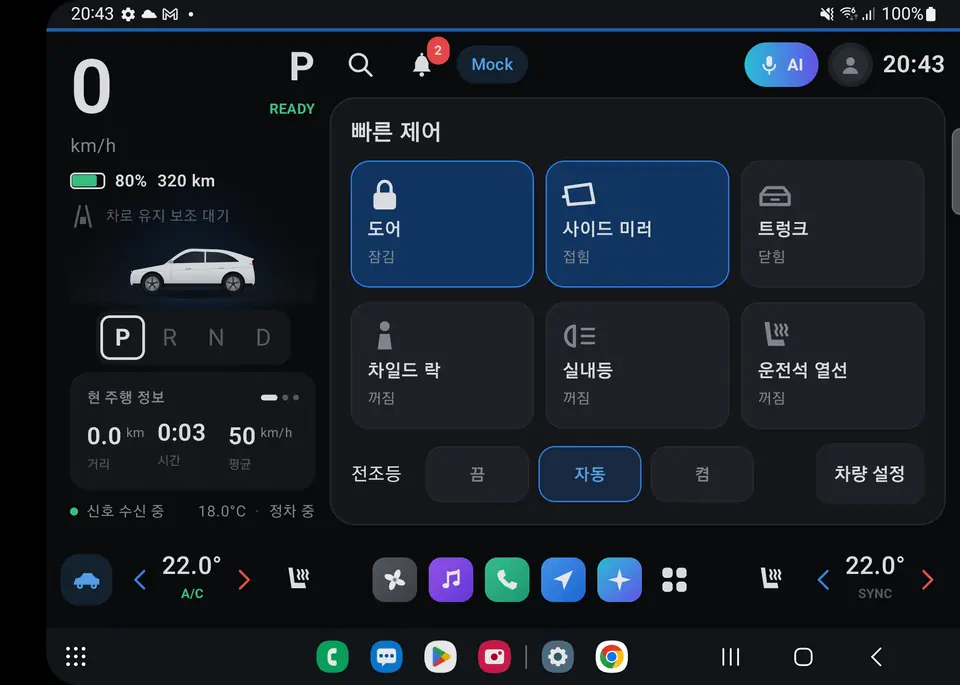 20:43
100%
0
P
READY
km/h
80% 320 km
차로 유지 보조 대기
P R N D
현 주행 정보
0.0 km 0:03 50 km/h
거리 시간 평균
신호 수신 중 18.0°C · 정차 중
2
Mock
AI
20:43
빠른 제어
도어
잠김
사이드 미러
접힘
트렁크
닫힘
차일드 락
꺼짐
실내등
꺼짐
운전석 열선
꺼짐
전조등 끔 자동 켬 차량 설정
22.0°
A/C
22.0°
SYNC